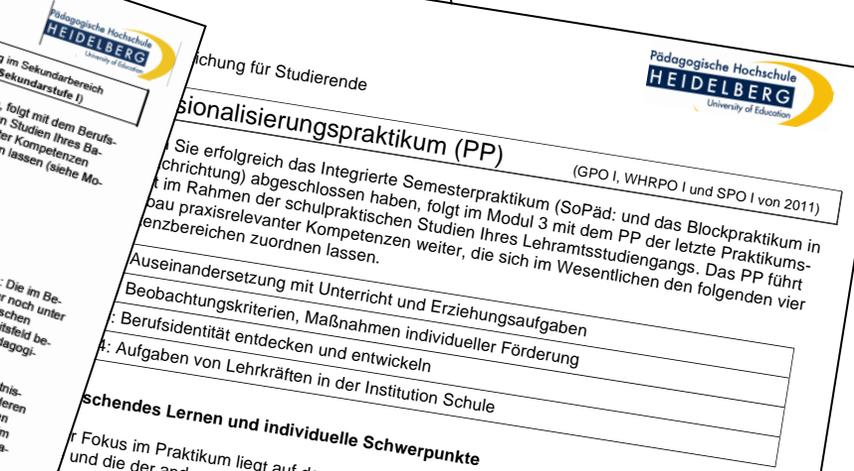 Pädagogische Hochschule
HEIDELBERG
University of Education
im Sekundarbereich
Sekundarstufe I)
, folgt mit dem Berufs-
n Studien Ihres Ba-
ter Kompetenzen
n lassen (siehe Mo-
: Die im Be-
r noch unter
schen
itsfeld be-
dagogi-
tnis-
deren
en
m
a-
Pädagogische Hochschule
HEIDELBERG
University of Education
ichung für Studierende
sionalisierungspraktikum (PP)
(GPO I, WHRPO I und SPO I von 2011)
Sie erfolgreich das Integrierte Semesterpraktikum (SoPäd: und das Blockpraktikum in
chrichtung) abgeschlossen haben, folgt im Modul 3 mit dem PP der letzte Praktikums-
t im Rahmen der schulpraktischen Studien Ihres Lehramtsstudiengangs. Das PP führt
bau praxisrelevanter Kompetenzen weiter, die sich im Wesentlichen den folgenden vier
enzbereichen zuordnen lassen.
Auseinandersetzung mit Unterricht und Erziehungsaufgaben
Beobachtungskriterien, Maßnahmen individueller Förderung
: Berufsidentität entdecken und entwickeln
4: Aufgaben von Lehrkräften in der Institution Schule
schendes Lernen und individuelle Schwerpunkte
r Fokus im Praktikum liegt auf d
und die der and